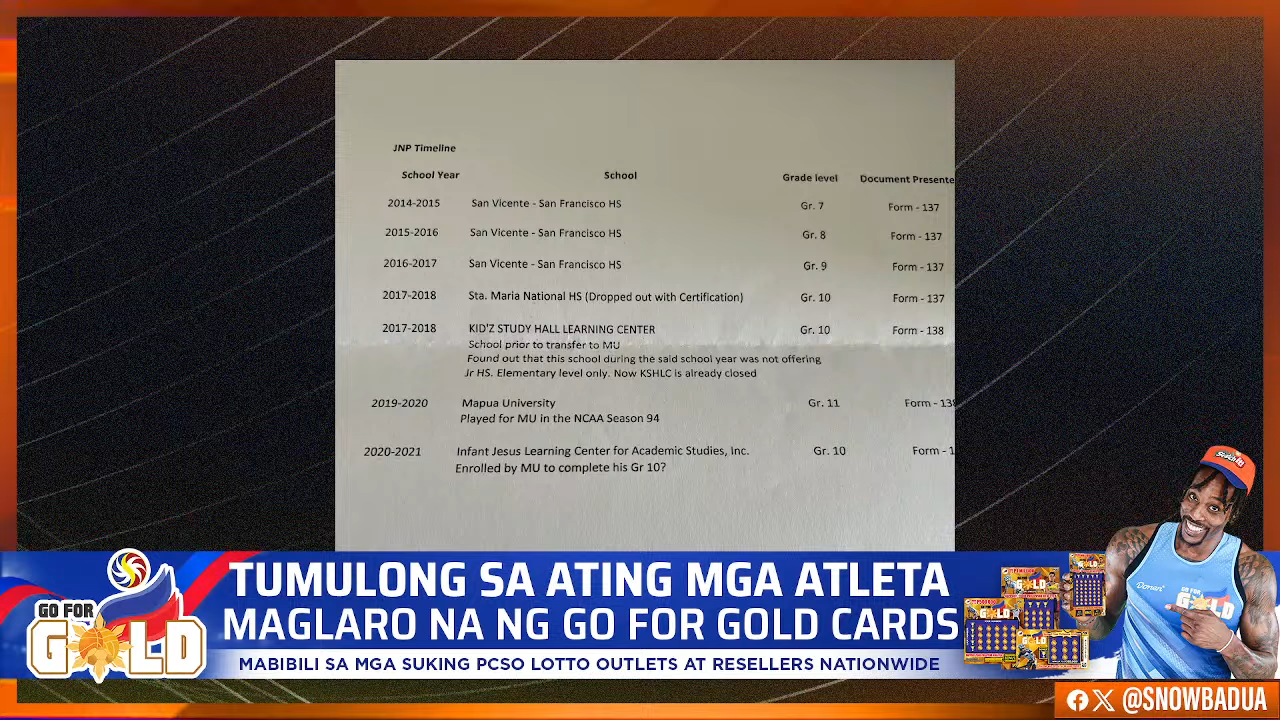 JNP Timeline
School Year School Grade level Document Presente
2014-2015 San Vicente - San Francisco HS Gr. 7 Form - 137
2015-2016 San Vicente - San Francisco HS Gr. 8 Form - 137
2016-2017 San Vicente - San Francisco HS Gr. 9 Form - 137
2017-2018 Sta. Maria National HS (Dropped out with Certification) Gr. 10 Form - 137
2017-2018 KID'Z STUDY HALL LEARNING CENTER Gr. 10 Form - 138
School prior to transfer to MU
Found out that this school during the said school year was not offering
Jr HS. Elementary level only. Now KSHLC is already closed
2019-2020 Mapua University Gr. 11 Form - 138
Played for MU in the NCAA Season 94
2020-2021 Infant Jesus Learning Center for Academic Studies, Inc. Gr. 10 Form - 1
Enrolled by MU to complete his Gr 10?
GO FOR
GOLD
TUMULONG SA ATING MGA ATLETA
MAGLARO NA NG GO FOR GOLD CARDS
MABIBILI SA MGA SUKING PCSO LOTTO OUTLETS AT RESELLERS NATIONWIDE
@SNOWBADUA